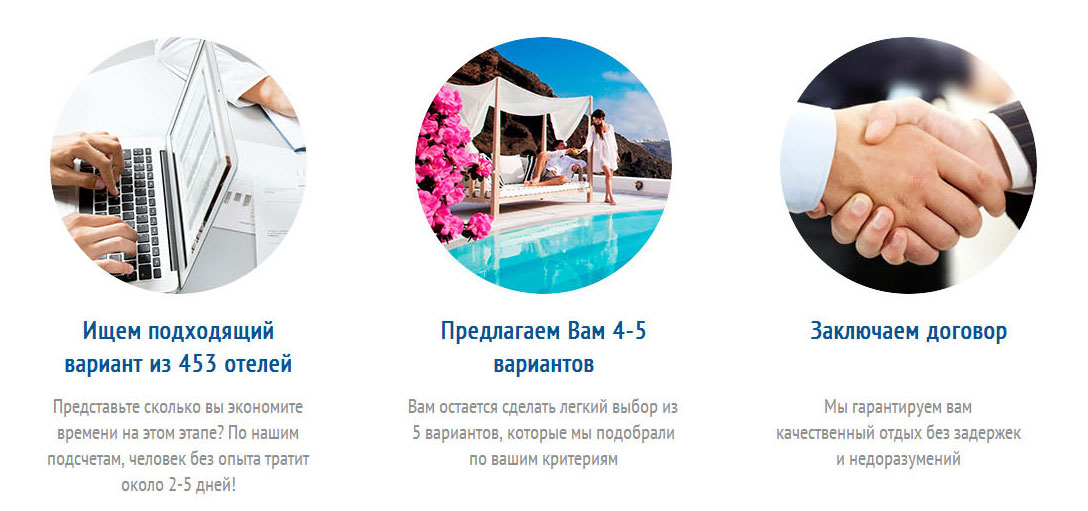 Ищем подходящий
вариант из 453 отелей
Представьте сколько вы экономите
времени на этом этапе? По нашим
подсчетам, человек без опыта тратит
около 2-5 дней!
Предлагаем Вам 4-5
вариантов
Вам остается сделать легкий выбор из
5 вариантов, которые мы подобрали
по вашим критериям
Заключаем договор
Мы гарантируем вам
качественный отдых без задержек
и недоразумений